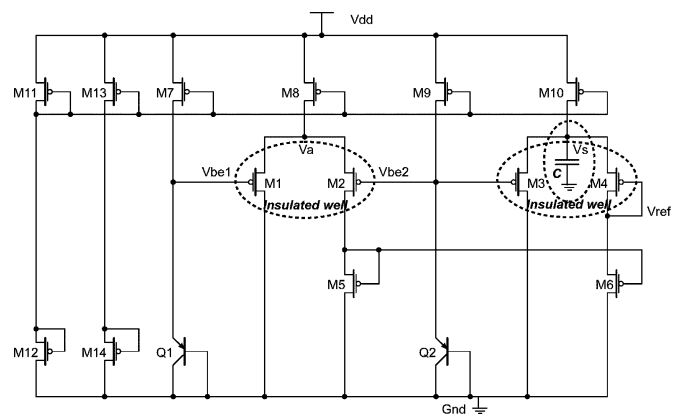 Vdd
M11
M13
M7
M8
M9
M10
Va
Vs
Vbe1
Vbe2
C
M1
M2
M3
M4
Insulated well
Insulated well
Vref
M5
M6
M12
M14
Q1
Q2
Gnd